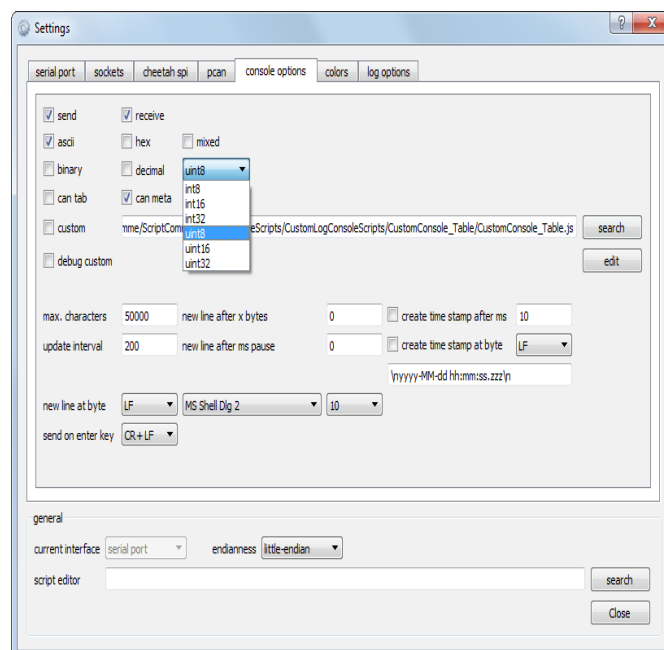 Settings
serial port sockets cheetah spi pcan console options colors log options
send receive
ascii hex mixed
binary decimal uint8
int8
can tab can meta int16
int32
custom mme/ScriptCom uint8 eScripts/CustomLogConsoleScripts/CustomConsole_Table/CustomConsole_Table.js search
uint16
debug custom uint32 edit
max. characters 50000 new line after x bytes 0 create time stamp after ms 10
update interval 200 new line after ms pause 0 create time stamp at byte LF
\nyyyy-MM-dd hh:mm:ss.zzz\n
new line at byte LF MS Shell Dlg 2 10
send on enter key CR+LF
general
current interface serial port endianness little-endian
script editor search
Close